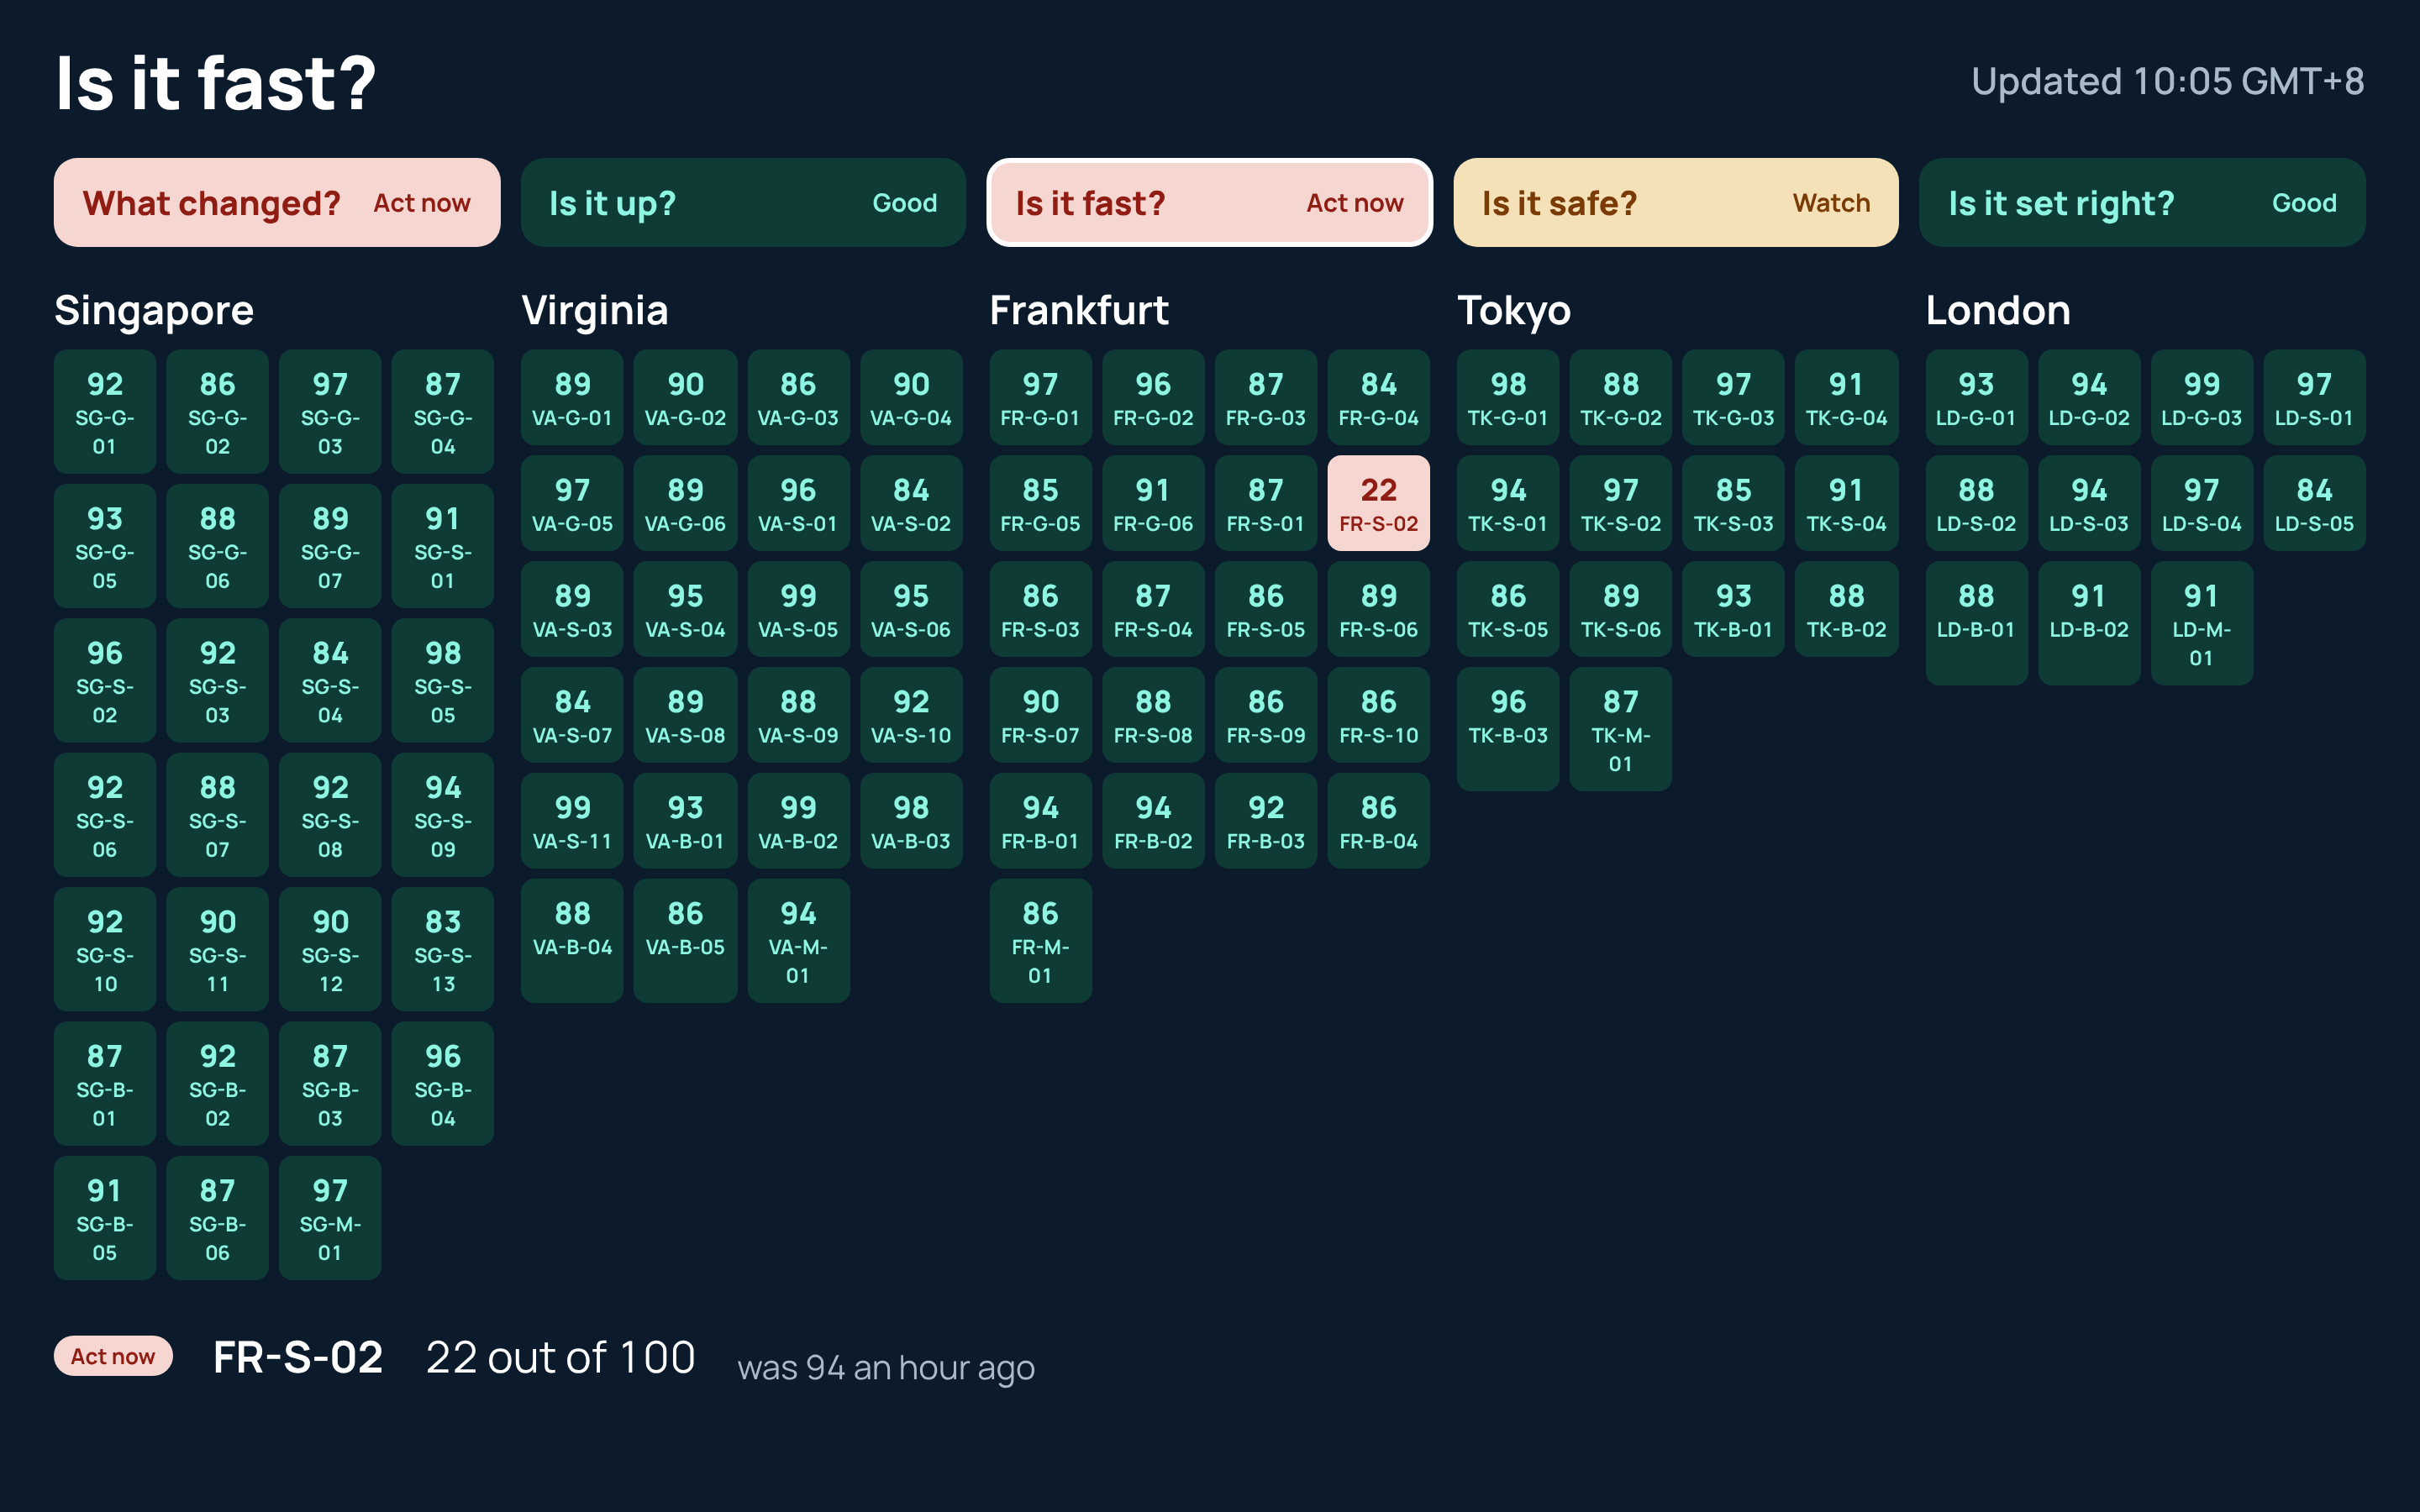 Is it fast?
Updated 10:05 GMT+8
What changed? Act now
Is it up? Good
Is it fast? Act now
Is it safe? Watch
Is it set right? Good
Singapore
92
SG-G-
01
86
SG-G-
02
97
SG-G-
03
87
SG-G-
04
93
SG-G-
05
88
SG-G-
06
89
SG-G-
07
91
SG-S-
01
96
SG-S-
02
92
SG-S-
03
84
SG-S-
04
98
SG-S-
05
92
SG-S-
06
88
SG-S-
07
92
SG-S-
08
94
SG-S-
09
92
SG-S-
10
90
SG-S-
11
90
SG-S-
12
83
SG-S-
13
87
SG-B-
01
92
SG-B-
02
87
SG-B-
03
96
SG-B-
04
91
SG-B-
05
87
SG-B-
06
97
SG-M-
01
Virginia
89
VA-G-01
90
VA-G-02
86
VA-G-03
90
VA-G-04
97
VA-G-05
89
VA-G-06
96
VA-S-01
84
VA-S-02
89
VA-S-03
95
VA-S-04
99
VA-S-05
95
VA-S-06
84
VA-S-07
89
VA-S-08
88
VA-S-09
92
VA-S-10
99
VA-S-11
93
VA-B-01
99
VA-B-02
98
VA-B-03
88
VA-B-04
86
VA-B-05
94
VA-M-
01
Frankfurt
97
FR-G-01
96
FR-G-02
87
FR-G-03
84
FR-G-04
85
FR-G-05
91
FR-G-06
87
FR-S-01
22
FR-S-02
86
FR-S-03
87
FR-S-04
86
FR-S-05
89
FR-S-06
90
FR-S-07
88
FR-S-08
86
FR-S-09
86
FR-S-10
94
FR-B-01
94
FR-B-02
92
FR-B-03
86
FR-B-04
86
FR-M-
01
Tokyo
98
TK-G-01
88
TK-G-02
97
TK-G-03
91
TK-G-04
94
TK-S-01
97
TK-S-02
85
TK-S-03
91
TK-S-04
86
TK-S-05
89
TK-S-06
93
TK-B-01
88
TK-B-02
96
TK-B-03
87
TK-M-
01
London
93
LD-G-01
94
LD-G-02
99
LD-G-03
97
LD-S-01
88
LD-S-02
94
LD-S-03
97
LD-S-04
84
LD-S-05
88
LD-B-01
91
LD-B-02
91
LD-M-
01
Act now FR-S-02 22 out of 100 was 94 an hour ago